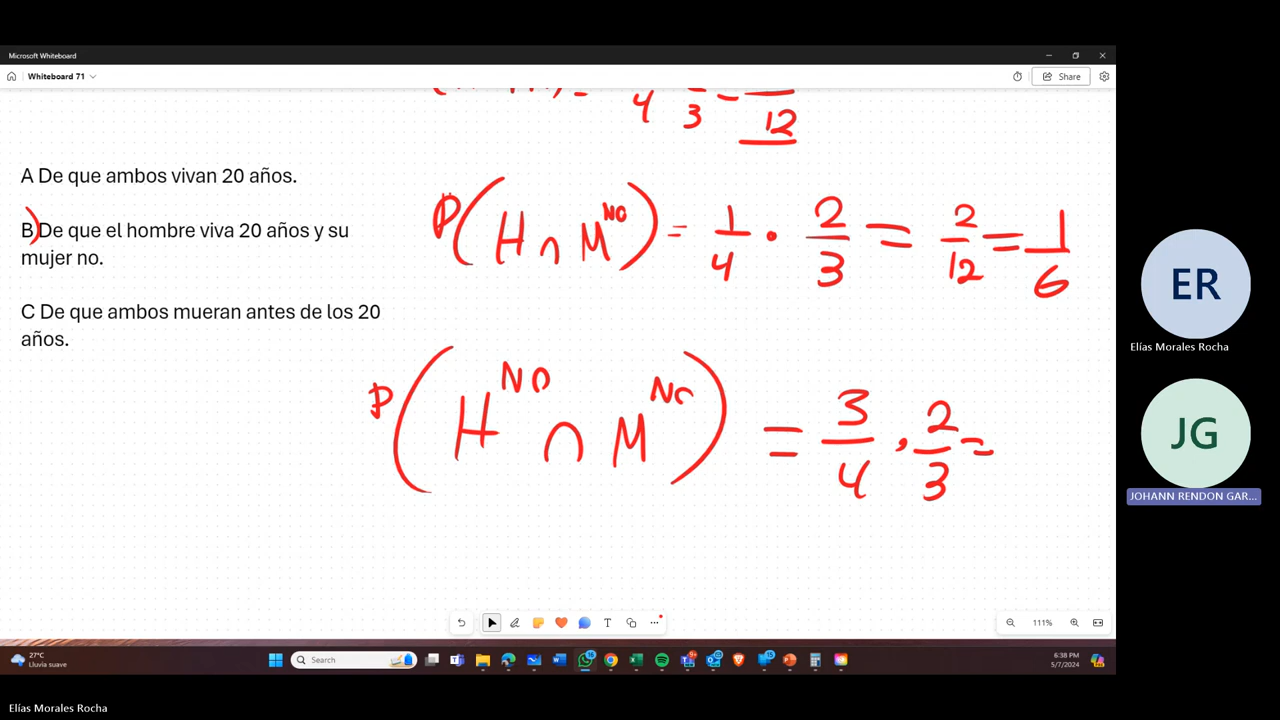 Microsoft Whiteboard
Whiteboard 71
Share
4 3 = 12
A De que ambos vivan 20 años.
P(H ∩ M^NO) = 1/4 · 2/3 = 2/12 = 1/6
B)De que el hombre viva 20 años y su
mujer no.
C De que ambos mueran antes de los 20
años.
P(H^NO ∩ M^NO) = 3/4 · 2/3 =
ER
Elías Morales Rocha
JG
JOHANN RENDON GAR...
T
111%
27°C
Lluvia suave
Search
16
9+
15
6:38 PM
5/7/2024
Elías Morales Rocha